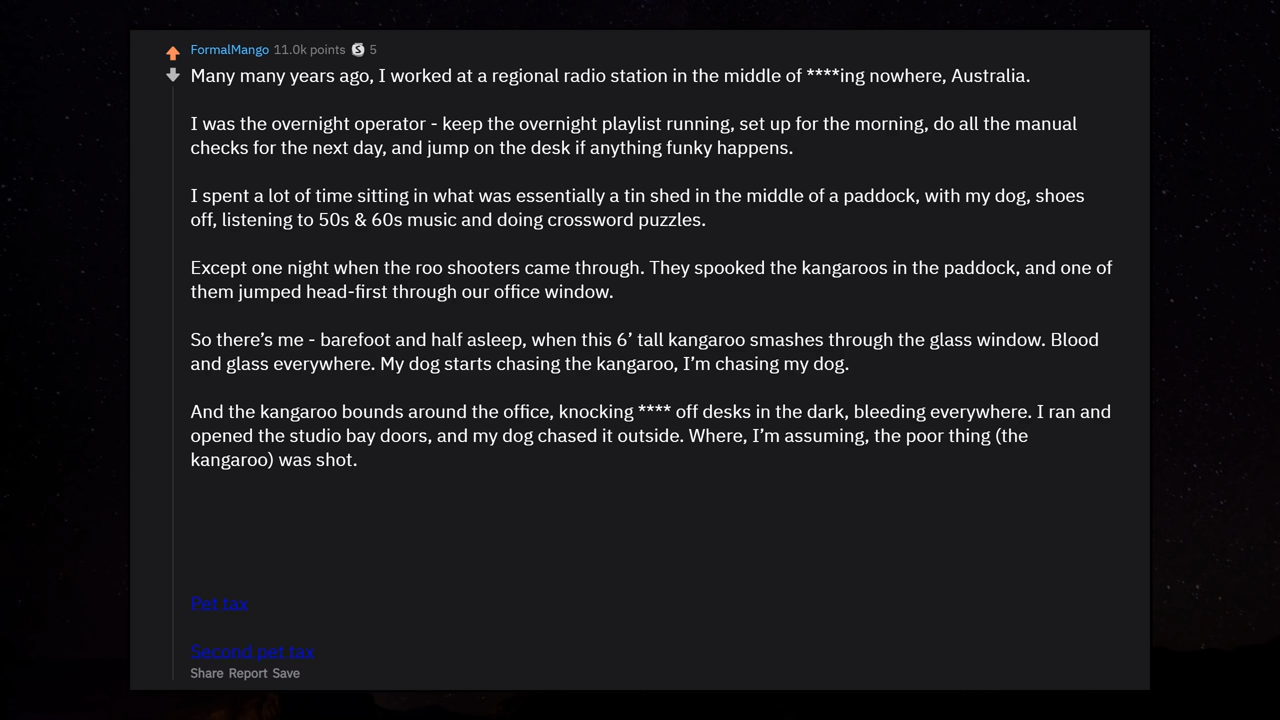 FormalMango 11.0k points S 5
Many many years ago, I worked at a regional radio station in the middle of ****ing nowhere, Australia.
I was the overnight operator - keep the overnight playlist running, set up for the morning, do all the manual
checks for the next day, and jump on the desk if anything funky happens.
I spent a lot of time sitting in what was essentially a tin shed in the middle of a paddock, with my dog, shoes
off, listening to 50s & 60s music and doing crossword puzzles.
Except one night when the roo shooters came through. They spooked the kangaroos in the paddock, and one of
them jumped head-first through our office window.
So there’s me - barefoot and half asleep, when this 6’ tall kangaroo smashes through the glass window. Blood
and glass everywhere. My dog starts chasing the kangaroo, I’m chasing my dog.
And the kangaroo bounds around the office, knocking **** off desks in the dark, bleeding everywhere. I ran and
opened the studio bay doors, and my dog chased it outside. Where, I’m assuming, the poor thing (the
kangaroo) was shot.
Pet tax
Second pet tax
Share Report Save